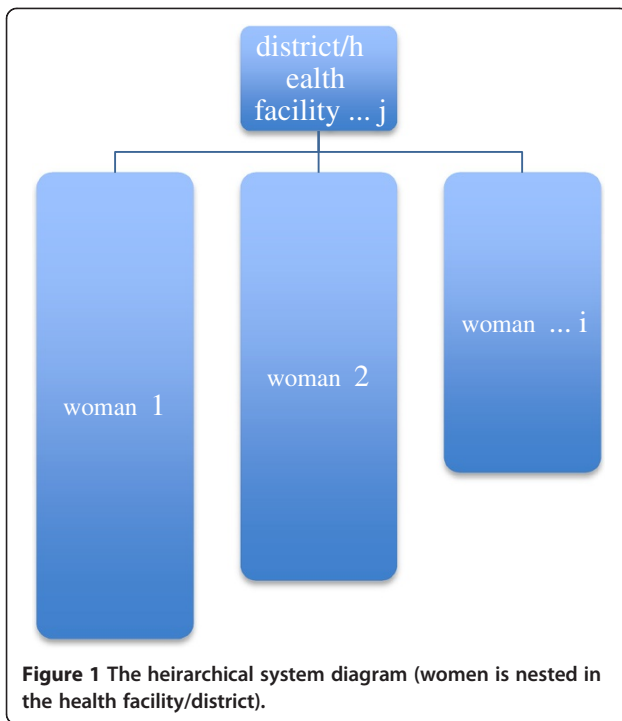 district/h
ealth
facility ... j
woman 1
woman 2
woman ... i
Figure 1 The heirarchical system diagram (women is nested in
the health facility/district).